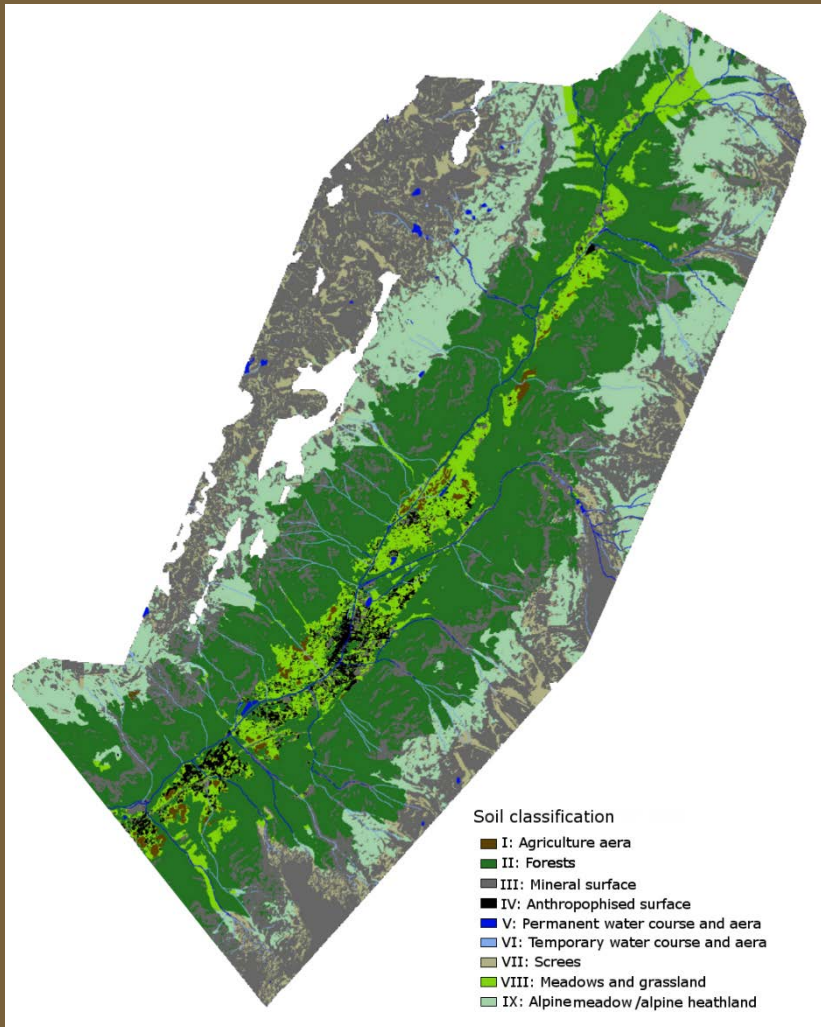 Soil classification
I: Agriculture aera
II: Forests
III: Mineral surface
IV: Anthropophised surface
V: Permanent water course and aera
VI: Temporary water course and aera
VII: Screes
VIII: Meadows and grassland
IX: Alpine meadow /alpine heathland